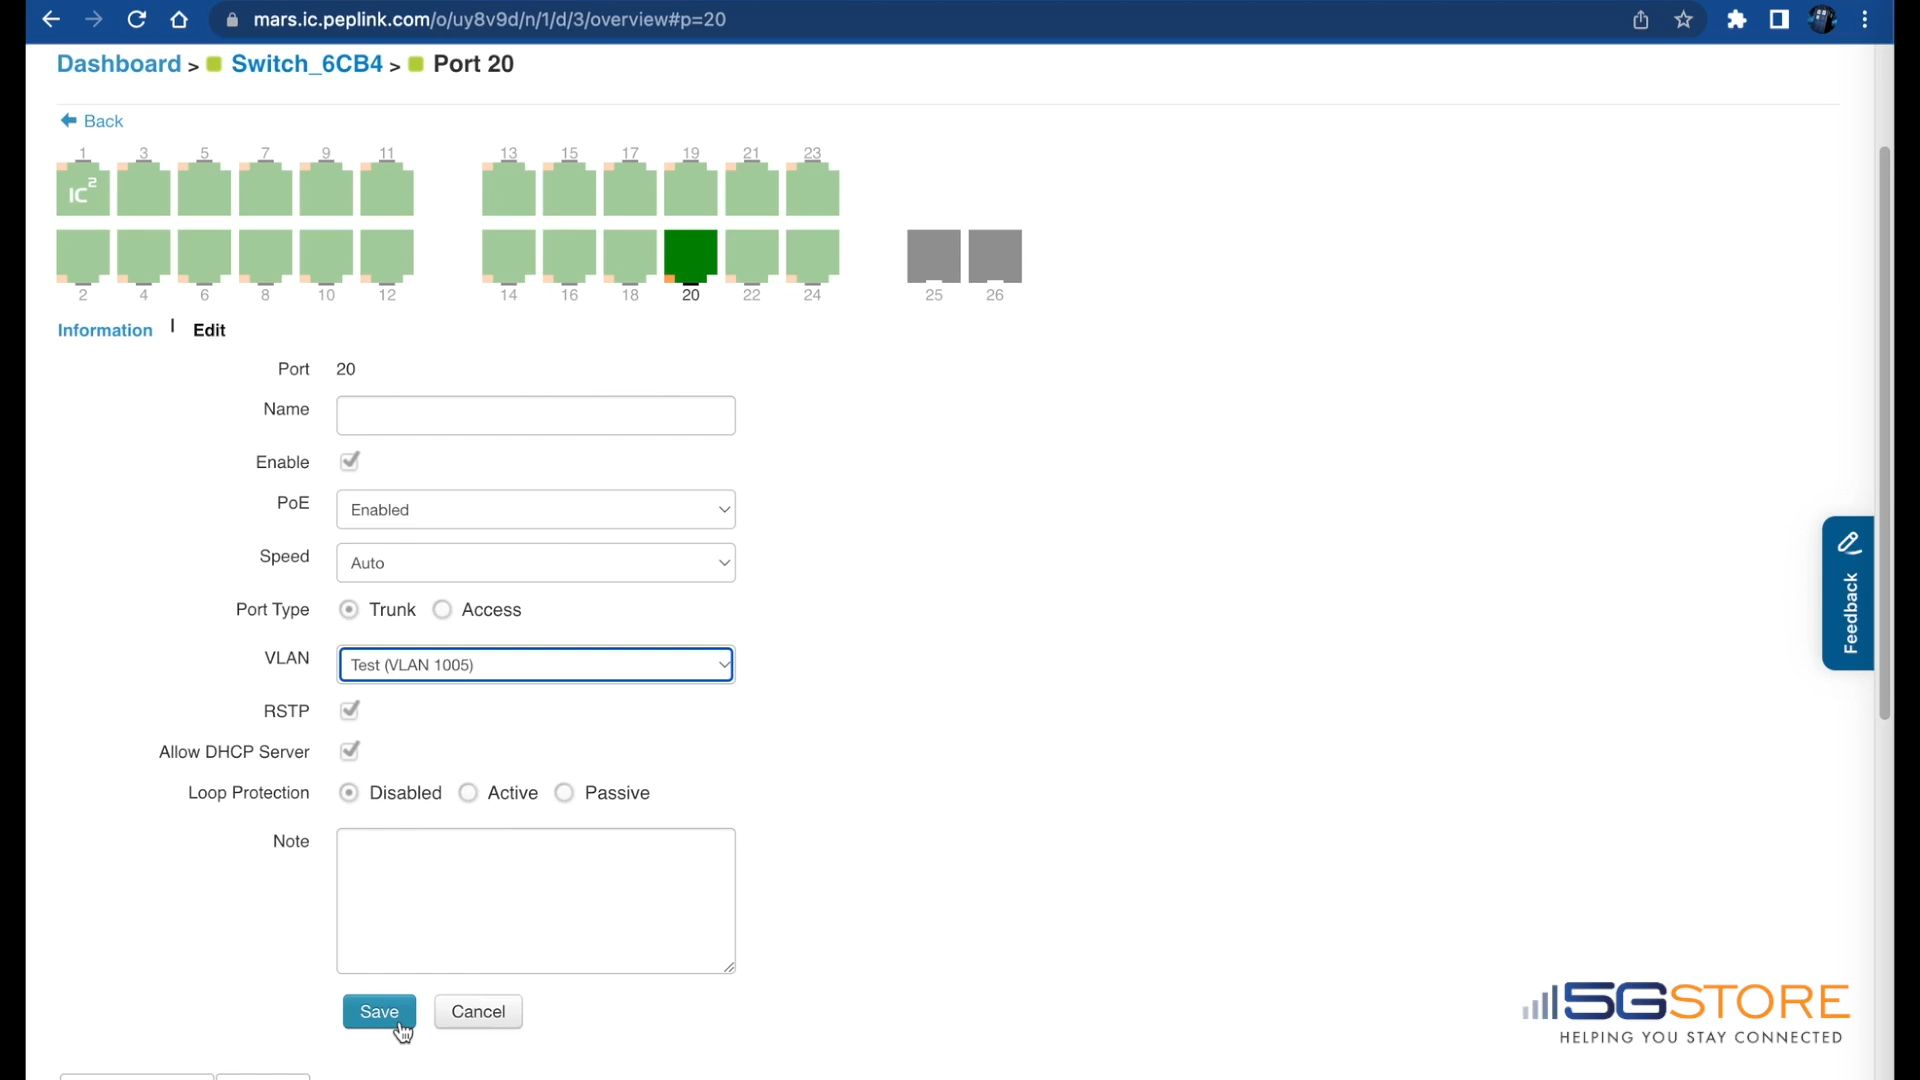 mars.ic.peplink.com/o/uy8v9d/n/1/d/3/overview#p=20
Dashboard > Switch_6CB4 > Port 20
Back
1 3 5 7 9 11 13 15 17 19 21 23
IC2
2 4 6 8 10 12 14 16 18 20 22 24 25 26
Information | Edit
Port 20
Name
Enable
PoE Enabled
Speed Auto
Port Type Trunk Access
VLAN Test (VLAN 1005)
RSTP
Allow DHCP Server
Loop Protection Disabled Active Passive
Note
Save Cancel
Feedback
5GSTORE
HELPING YOU STAY CONNECTED